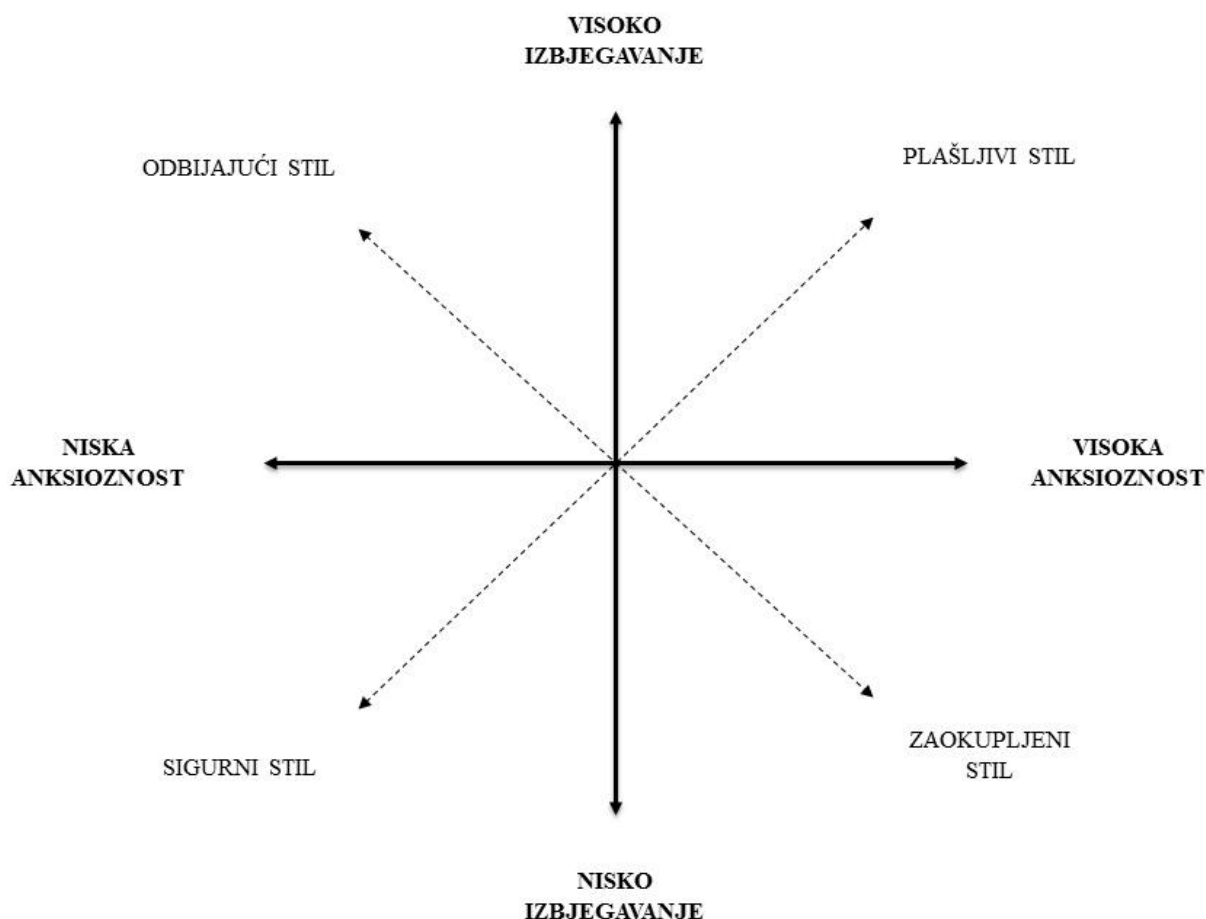 VISOKO
IZBJEGAVANJE
ODBIJAJUĆI STIL
PLAŠLJIVI STIL
NISKA
ANKSIOZNOST
VISOKA
ANKSIOZNOST
SIGURNI STIL
ZAOKUPLJENI
STIL
NISKO
IZBJEGAVANJE